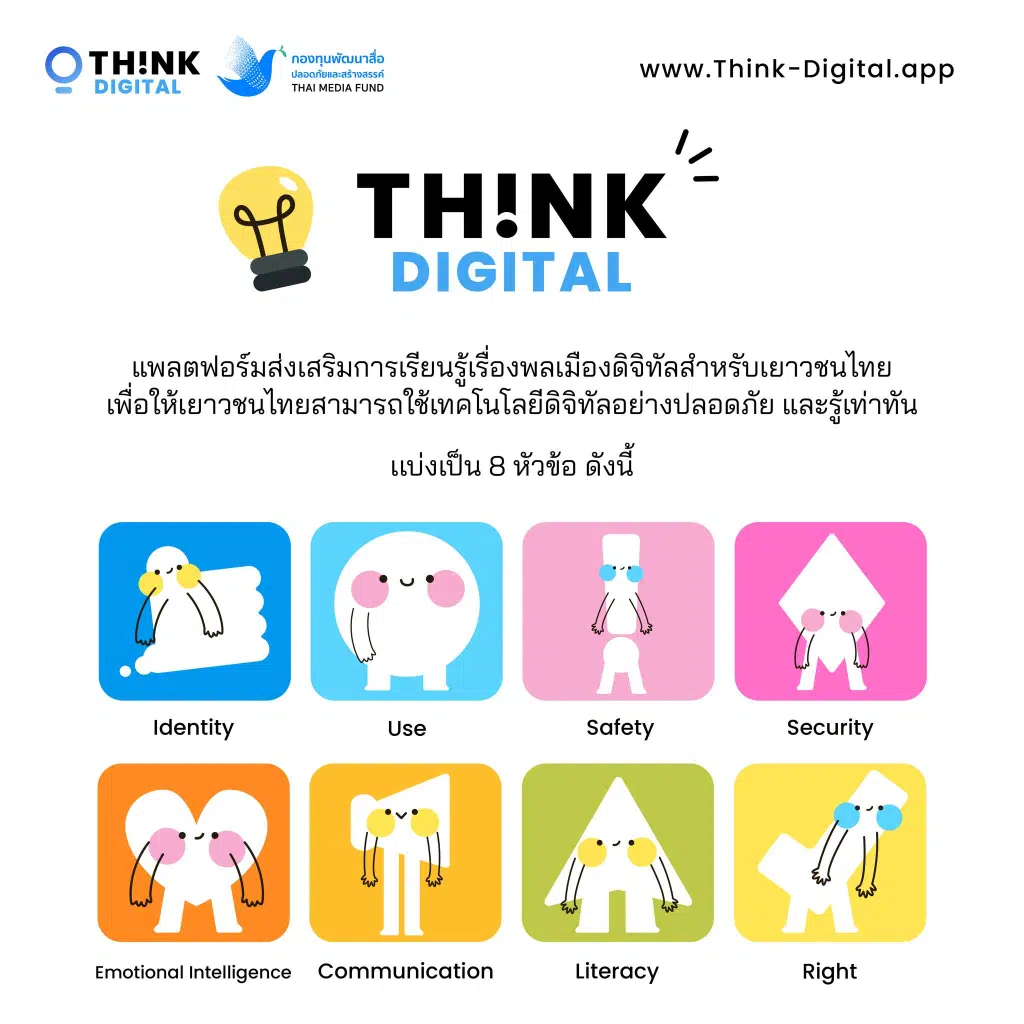 TH!NK
DIGITAL
กองทุนพัฒนาสื่อ
ปลอดภัยและสร้างสรรค์
THAI MEDIA FUND
www.Think-Digital.app
TH!NK
DIGITAL
แพลตฟอร์มส่งเสริมการเรียนรู้เรื่องพลเมืองดิจิทัลสำหรับเยาวชนไทย
เพื่อให้เยาวชนไทยสามารถใช้เทคโนโลยีดิจิทัลอย่างปลอดภัย และรู้เท่าทัน
แบ่งเป็น 8 หัวข้อ ดังนี้
Identity
Use
Safety
Security
Emotional Intelligence
Communication
Literacy
Right